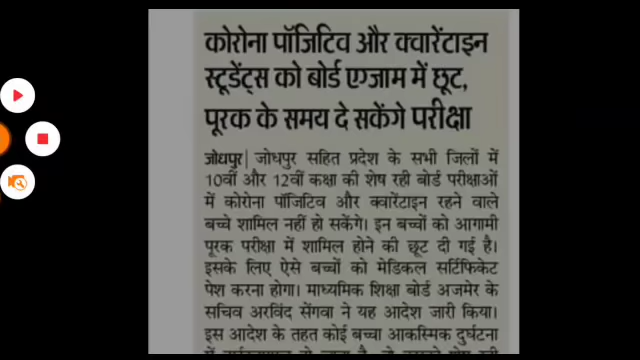 कोरोना पॉजिटिव और क्वारेंटाइन
स्टूडेंट्स को बोर्ड एग्जाम में छूट,
पूरक के समय दे सकेंगे परीक्षा
जोधपुर| जोधपुर सहित प्रदेश के सभी जिलों में
10वीं और 12वीं कक्षा की शेष रही बोर्ड परीक्षाओं
में कोरोना पॉजिटिव और क्वारेंटाइन रहने वाले
बच्चे शामिल नहीं हो सकेंगे। इन बच्चों को आगामी
पूरक परीक्षा में शामिल होने की छूट दी गई है।
इसके लिए ऐसे बच्चों को मेडिकल सर्टिफिकेट
पेश करना होगा। माध्यमिक शिक्षा बोर्ड अजमेर के
सचिव अरविंद सेंगवा ने यह आदेश जारी किया।
इस आदेश के तहत कोई बच्चा आकस्मिक दुर्घटना
में